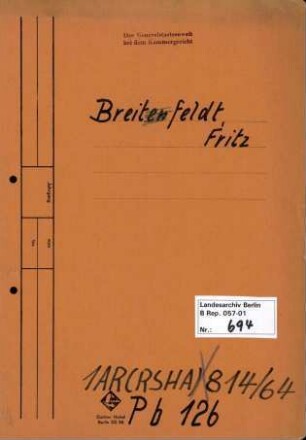 Der Generalstaatsanwalt
bei dem Kammergericht
Breitenfeldt,
Fritz
Landesarchiv Berlin
B Rep. 057-01
Nr.: 694
1AR(RSHA) 814/64
Pb 126